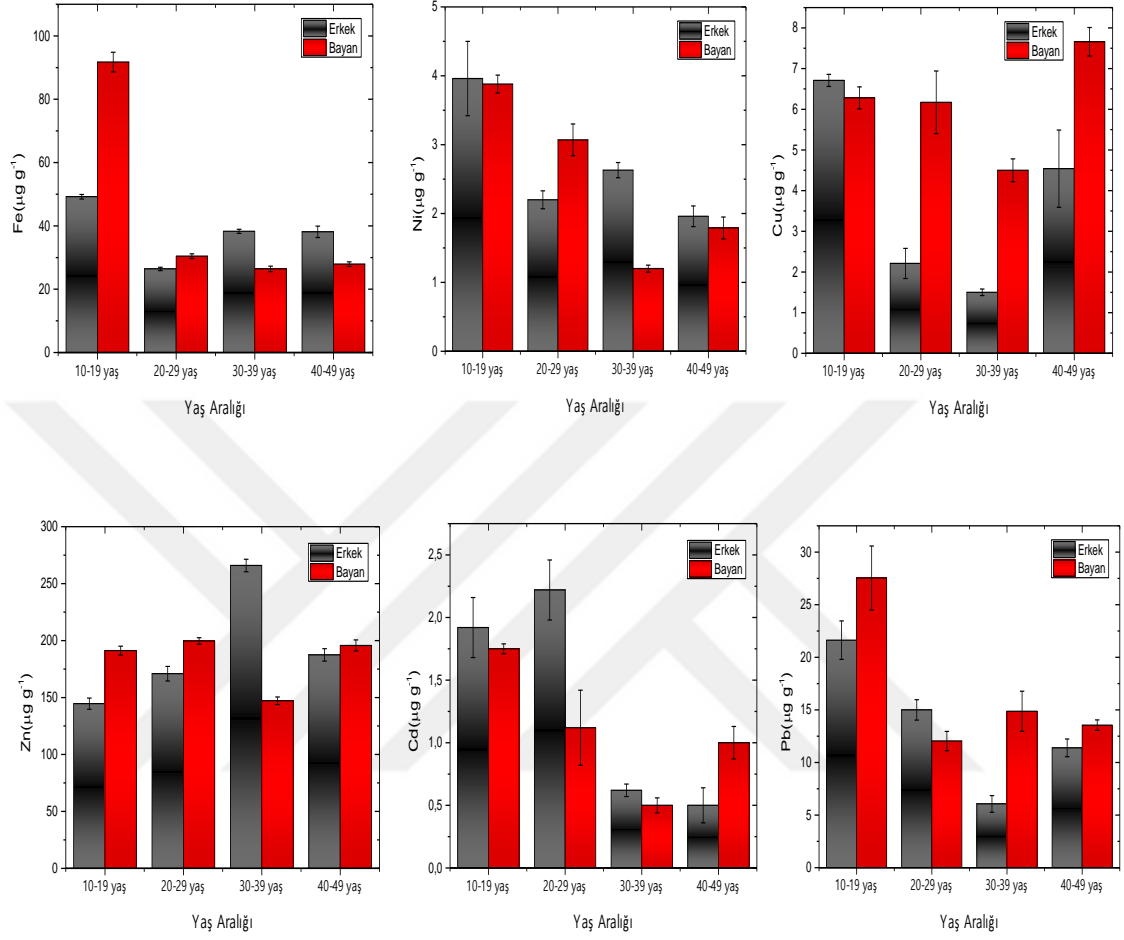 Fe(µg g⁻¹)
100
80
60
40
20
0
Erkek
Bayan
10-19 yaş 20-29 yaş 30-39 yaş 40-49 yaş
Yaş Aralığı
Ni(µg g⁻¹)
5
4
3
2
1
0
Erkek
Bayan
10-19 yaş 20-29 yaş 30-39 yaş 40-49 yaş
Yaş Aralığı
Cu(µg g⁻¹)
8
7
6
5
4
3
2
1
0
Erkek
Bayan
10-19 yaş 20-29 yaş 30-39 yaş 40-49 yaş
Yaş Aralığı
Zn(µg g⁻¹)
300
250
200
150
100
50
0
Erkek
Bayan
10-19 yaş 20-29 yaş 30-39 yaş 40-49 yaş
Yaş Aralığı
Cd(µg g⁻¹)
2,5
2,0
1,5
1,0
0,5
0,0
Erkek
Bayan
10-19 yaş 20-29 yaş 30-39 yaş 40-49 yaş
Yaş Aralığı
Pb(µg g⁻¹)
30
25
20
15
10
5
0
Erkek
Bayan
10-19 yaş 20-29 yaş 30-39 yaş 40-49 yaş
Yaş Aralığı